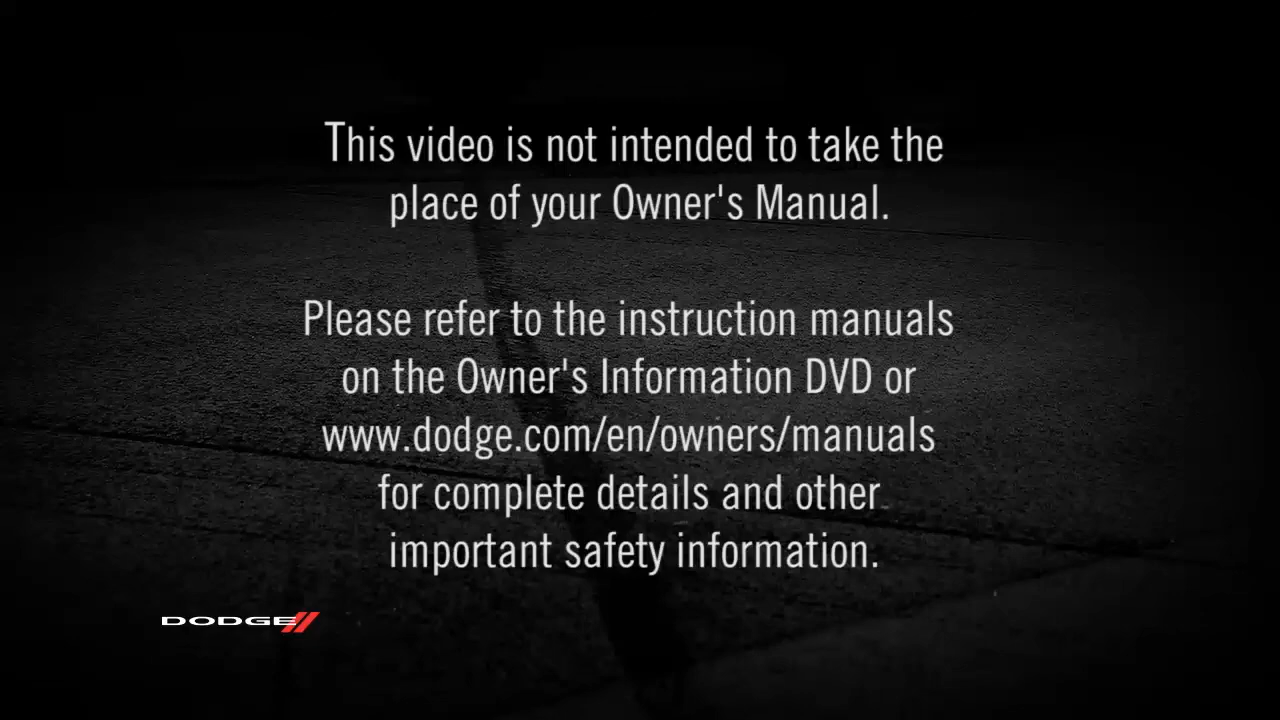 This video is not intended to take the
place of your Owner's Manual.
Please refer to the instruction manuals
on the Owner's Information DVD or
www.dodge.com/en/owners/manuals
for complete details and other
important safety information.
DODGE